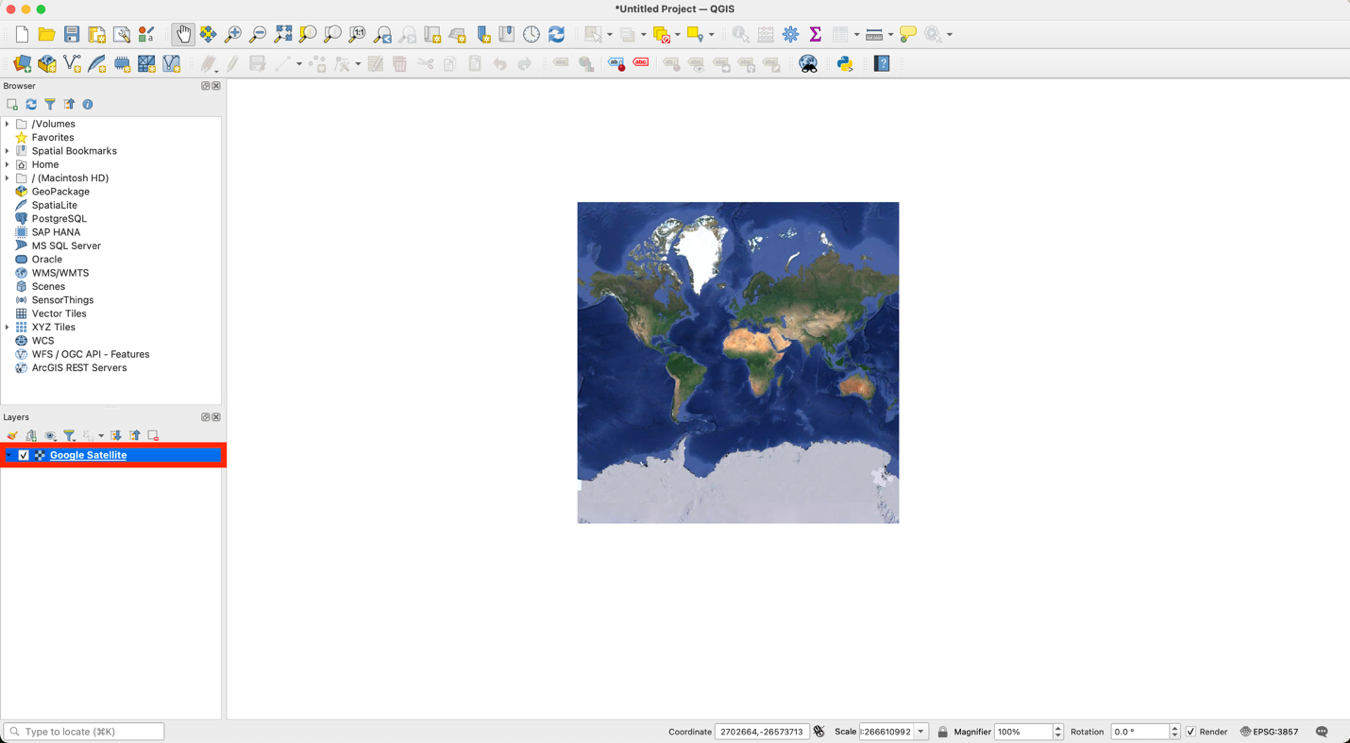 *Untitled Project — QGIS
Browser
/Volumes
Favorites
Spatial Bookmarks
Home
/ (Macintosh HD)
GeoPackage
SpatiaLite
PostgreSQL
SAP HANA
MS SQL Server
Oracle
WMS/WMTS
Scenes
SensorThings
Vector Tiles
XYZ Tiles
WCS
WFS / OGC API - Features
ArcGIS REST Servers
Layers
Google Satellite
Type to locate (⌘K)
Coordinate 2702664,-26573713 Scale 266610992 Magnifier 100% Rotation 0.0 ° Render EPSG:3857